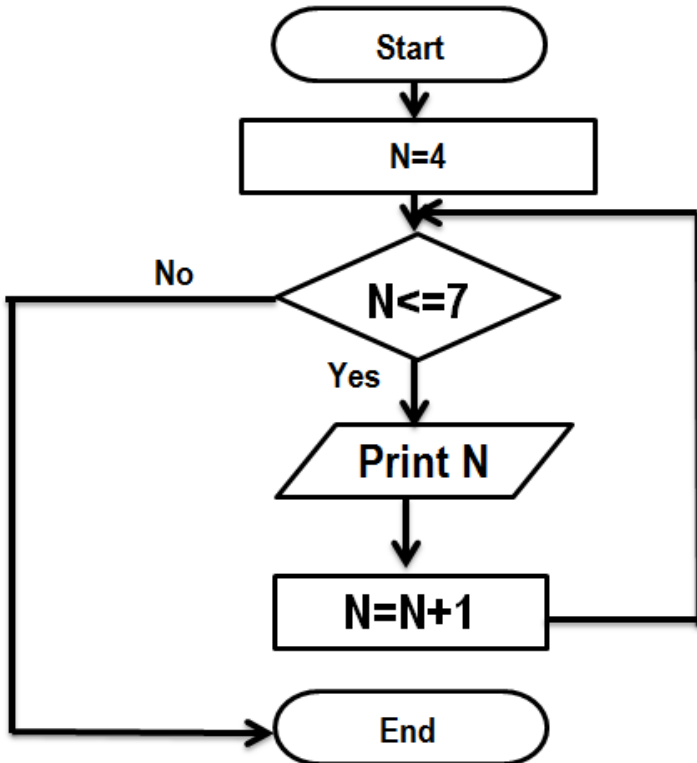 Start
N=4
No
N<=7
Yes
Print N
N=N+1
End